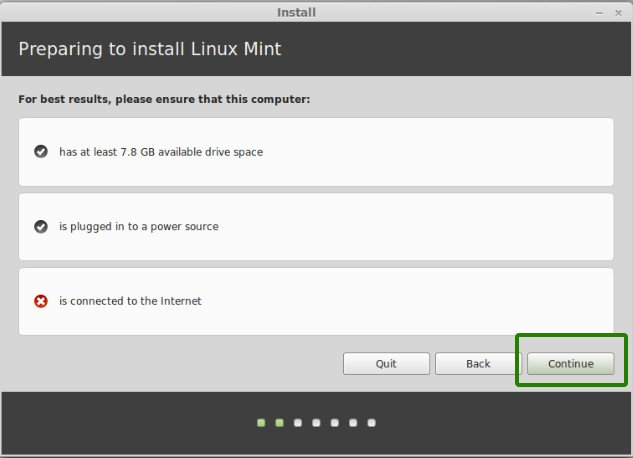 Install
Preparing to install Linux Mint
For best results, please ensure that this computer:
has at least 7.8 GB available drive space
is plugged in to a power source
is connected to the Internet
Quit
Back
Continue